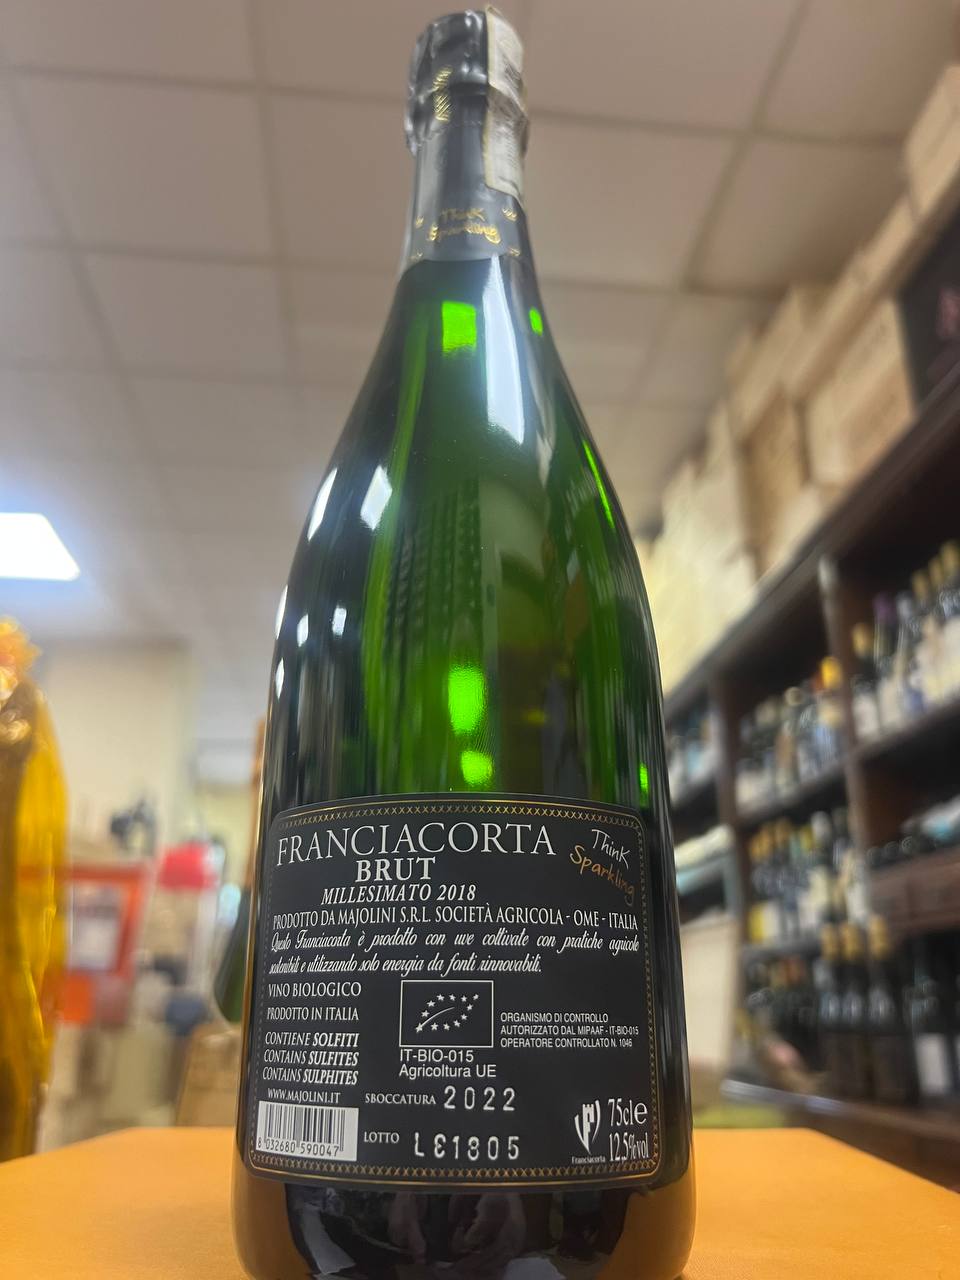 Think
Sparkling
FRANCIACORTA
BRUT
MILLESIMATO 2018
Think
Sparkling
PRODOTTO DA MAJOLINI S.R.L. SOCIETÀ AGRICOLA - OME - ITALIA
Questo Franciacorta è prodotto con uve coltivate con pratiche agricole
sostenibili e utilizzando solo energia da fonti rinnovabili.
VINO BIOLOGICO
PRODOTTO IN ITALIA
CONTIENE SOLFITI
CONTAINS SULFITES
CONTAINS SULPHITES
WWW.MAJOLINI.IT
8 032680 590047
IT-BIO-015
Agricoltura UE
ORGANISMO DI CONTROLLO
AUTORIZZATO DAL MIPAAF - IT-BIO-015
OPERATORE CONTROLLATO N. 1046
SBOCCATURA 2022
LOTTO LE1805
Franciacorta
75cl e
12,5%vol